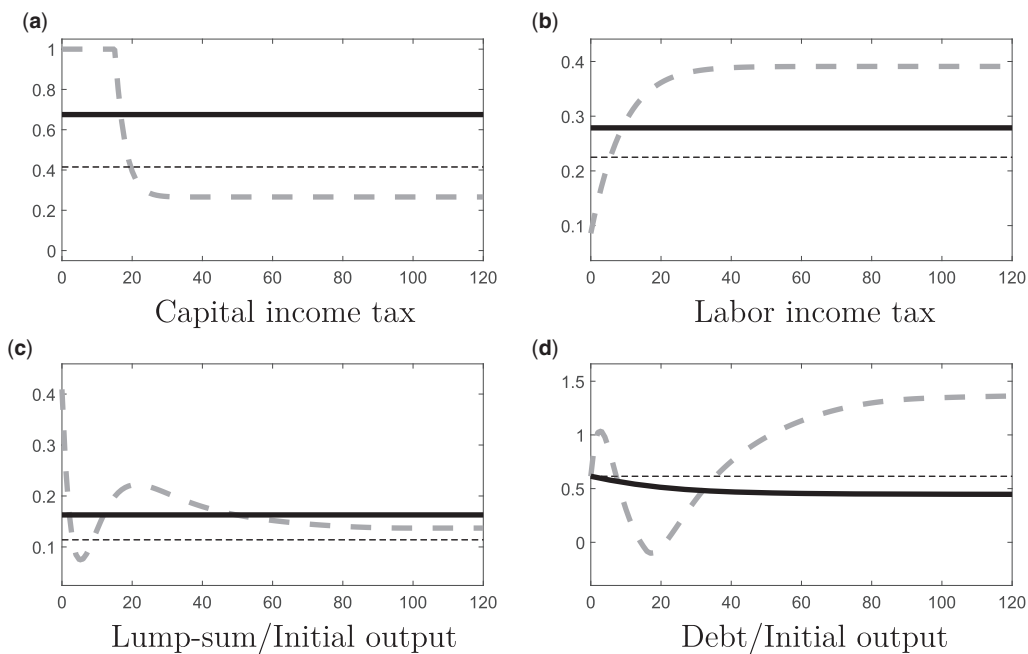 (a)
1
0.8
0.6
0.4
0.2
0
0 20 40 60 80 100 120
Capital income tax
(b)
0.4
0.3
0.2
0.1
0 20 40 60 80 100 120
Labor income tax
(c)
0.4
0.3
0.2
0.1
0 20 40 60 80 100 120
Lump-sum/Initial output
(d)
1.5
1
0.5
0
0 20 40 60 80 100 120
Debt/Initial output